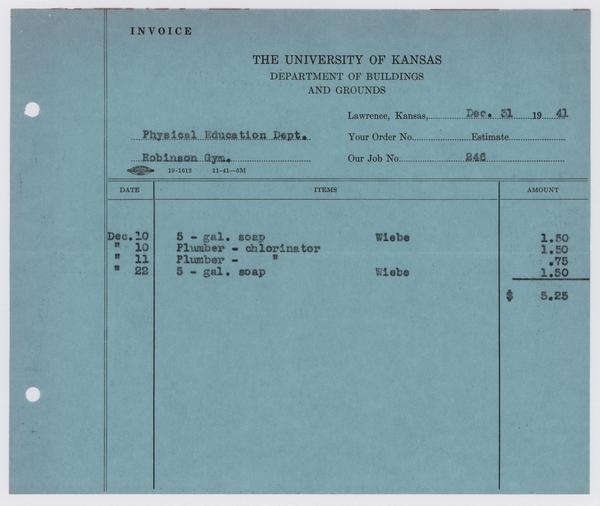 INVOICE
THE UNIVERSITY OF KANSAS
DEPARTMENT OF BUILDINGS
AND GROUNDS
Lawrence, Kansas, Dec. 31 19 41
Physical Education Dept. Your Order No. Estimate
Robinson Gym. Our Job No. 246
19-1612 11-41—5M
DATE ITEMS AMOUNT
Dec. 10 5 - gal. soap Wiebe 1.50
" 10 Plumber - chlorinator 1.50
" 11 Plumber - " .75
" 22 5 - gal. soap Wiebe 1.50
$ 5.25